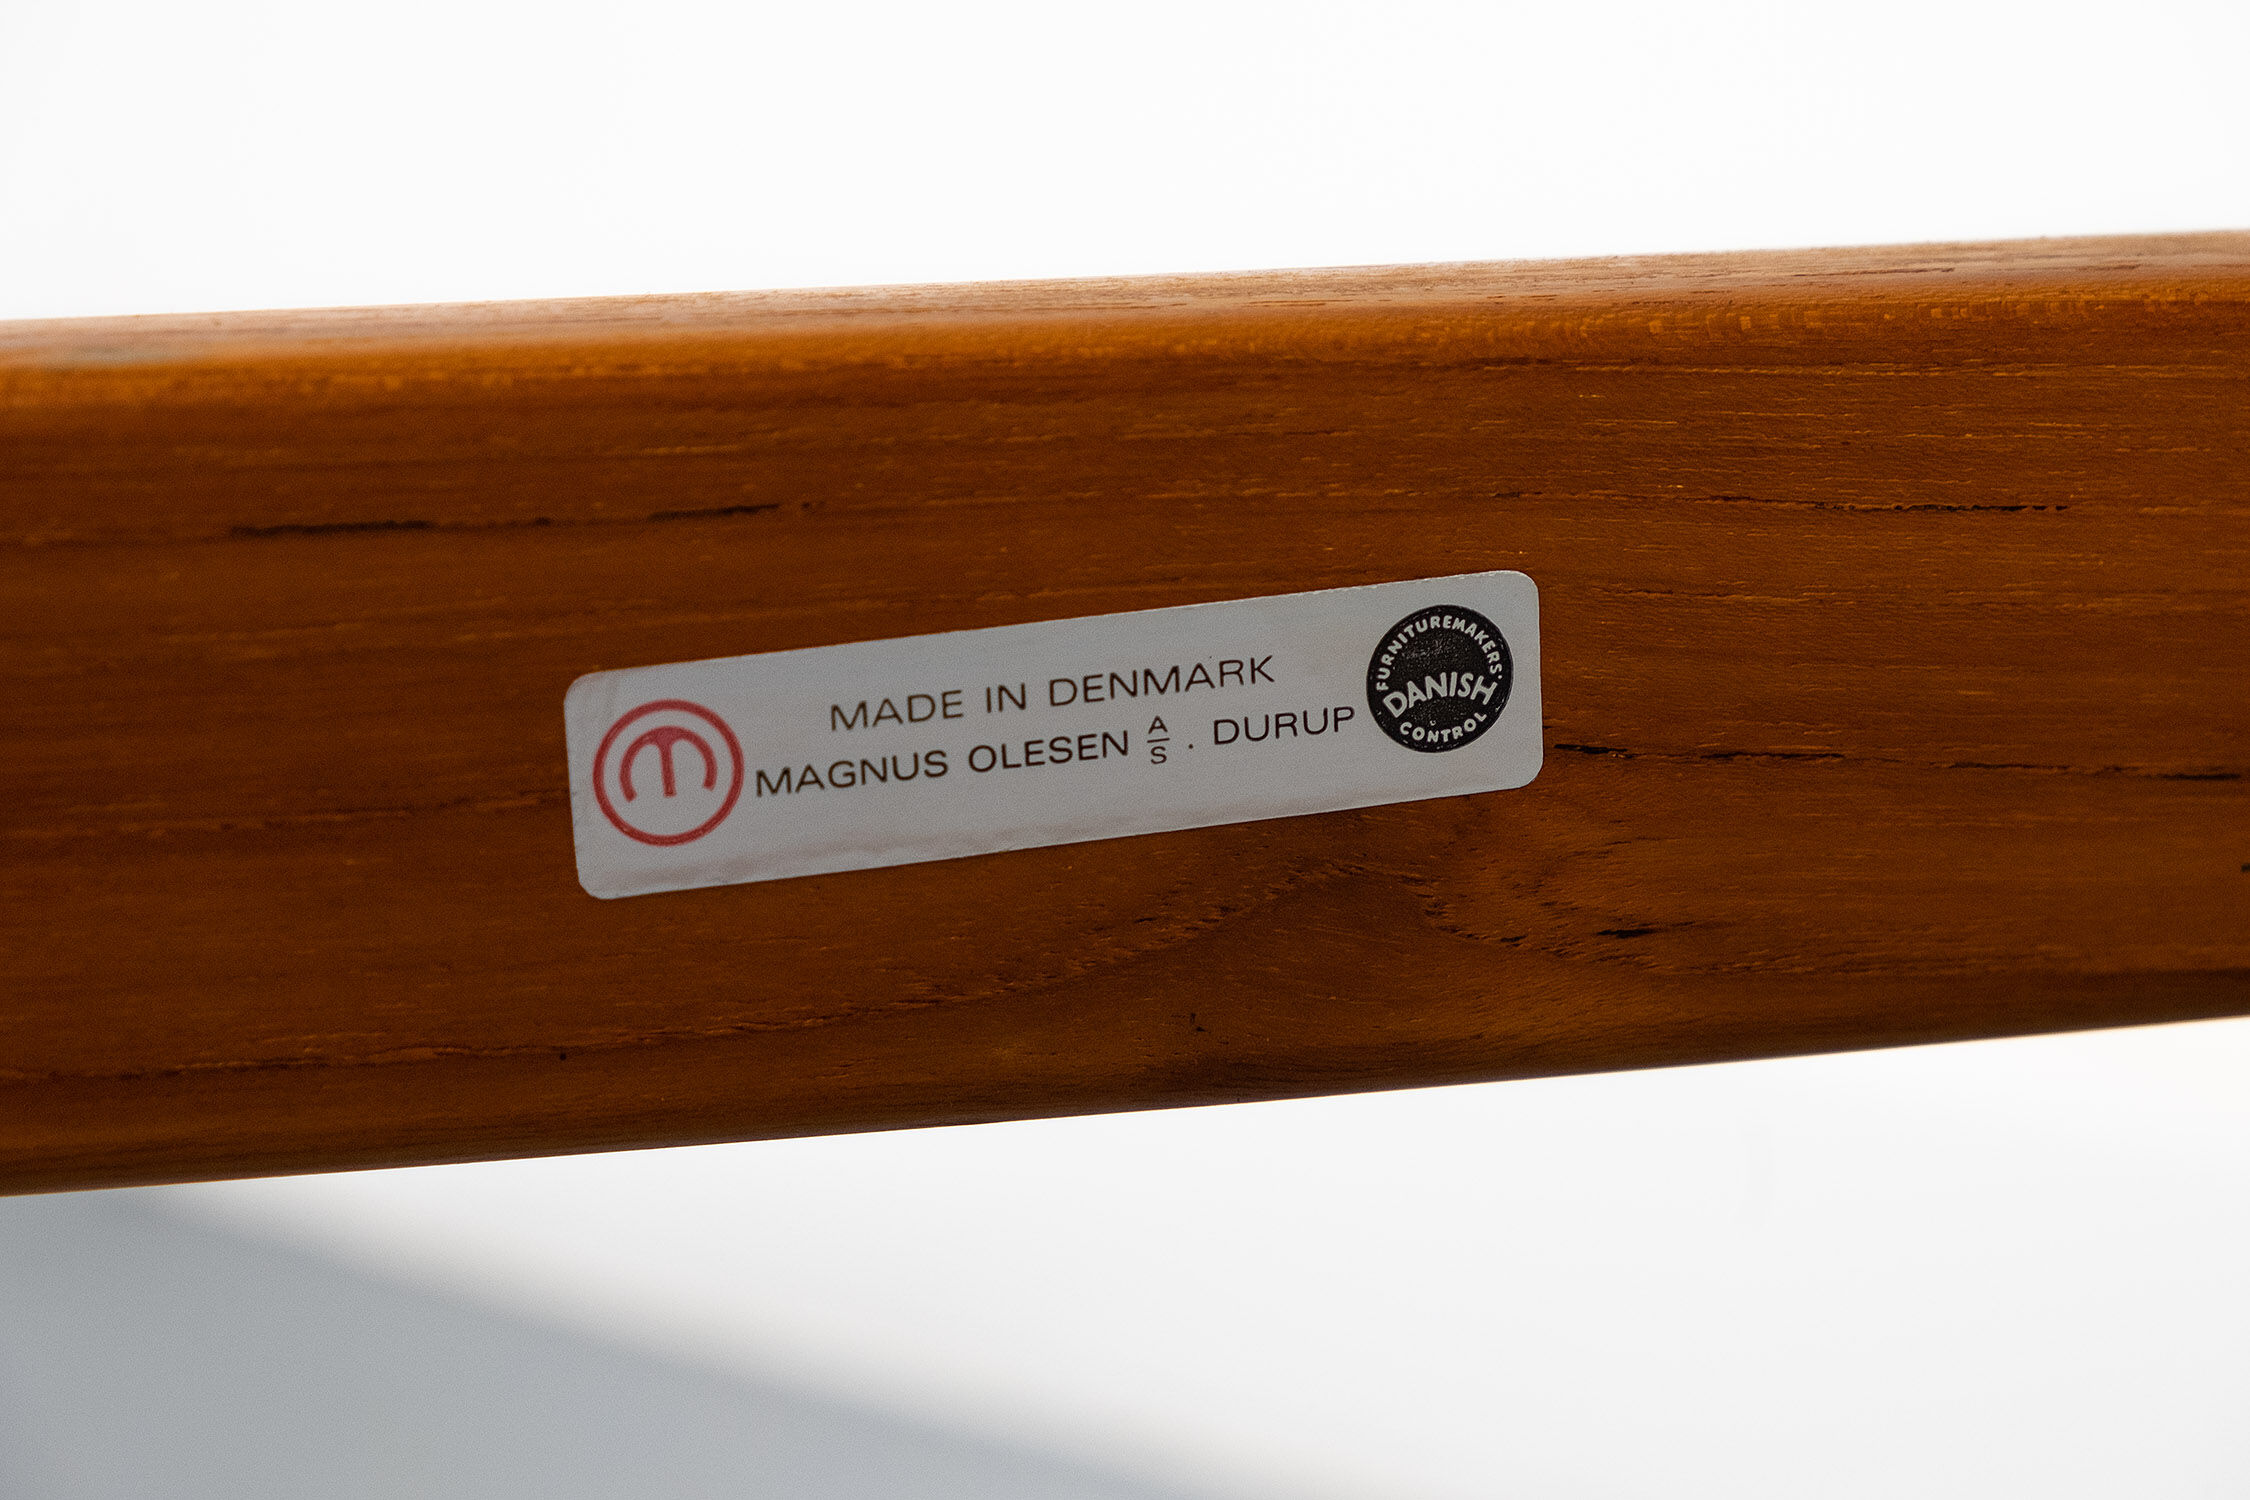 m
MADE IN DENMARK
MAGNUS OLESEN A/S . DURUP
FURNITUREMAKERS'
DANISH
CONTROL